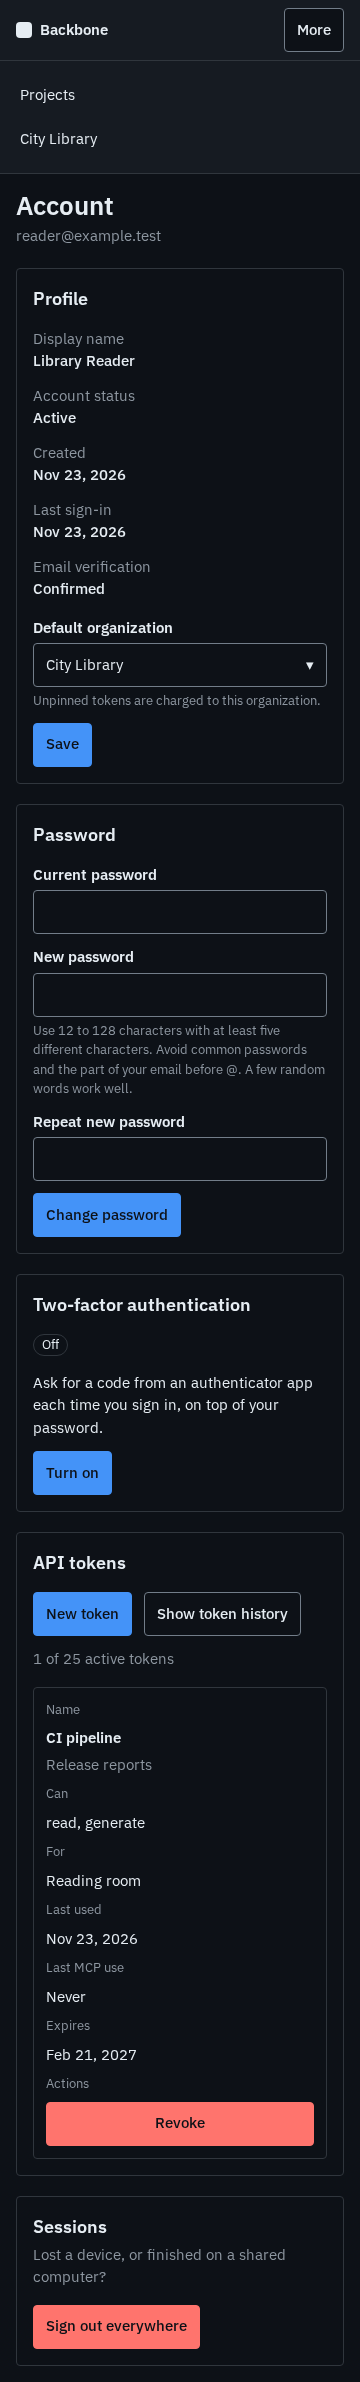 Backbone
More
Projects
City Library
Account
reader@example.test
Profile
Display name
Library Reader
Account status
Active
Created
Nov 23, 2026
Last sign-in
Nov 23, 2026
Email verification
Confirmed
Default organization
City Library ▾
Unpinned tokens are charged to this organization.
Save
Password
Current password
New password
Use 12 to 128 characters with at least five
different characters. Avoid common passwords
and the part of your email before @. A few random
words work well.
Repeat new password
Change password
Two-factor authentication
Off
Ask for a code from an authenticator app
each time you sign in, on top of your
password.
Turn on
API tokens
New token
Show token history
1 of 25 active tokens
Name
CI pipeline
Release reports
Can
read, generate
For
Reading room
Last used
Nov 23, 2026
Last MCP use
Never
Expires
Feb 21, 2027
Actions
Revoke
Sessions
Lost a device, or finished on a shared
computer?
Sign out everywhere